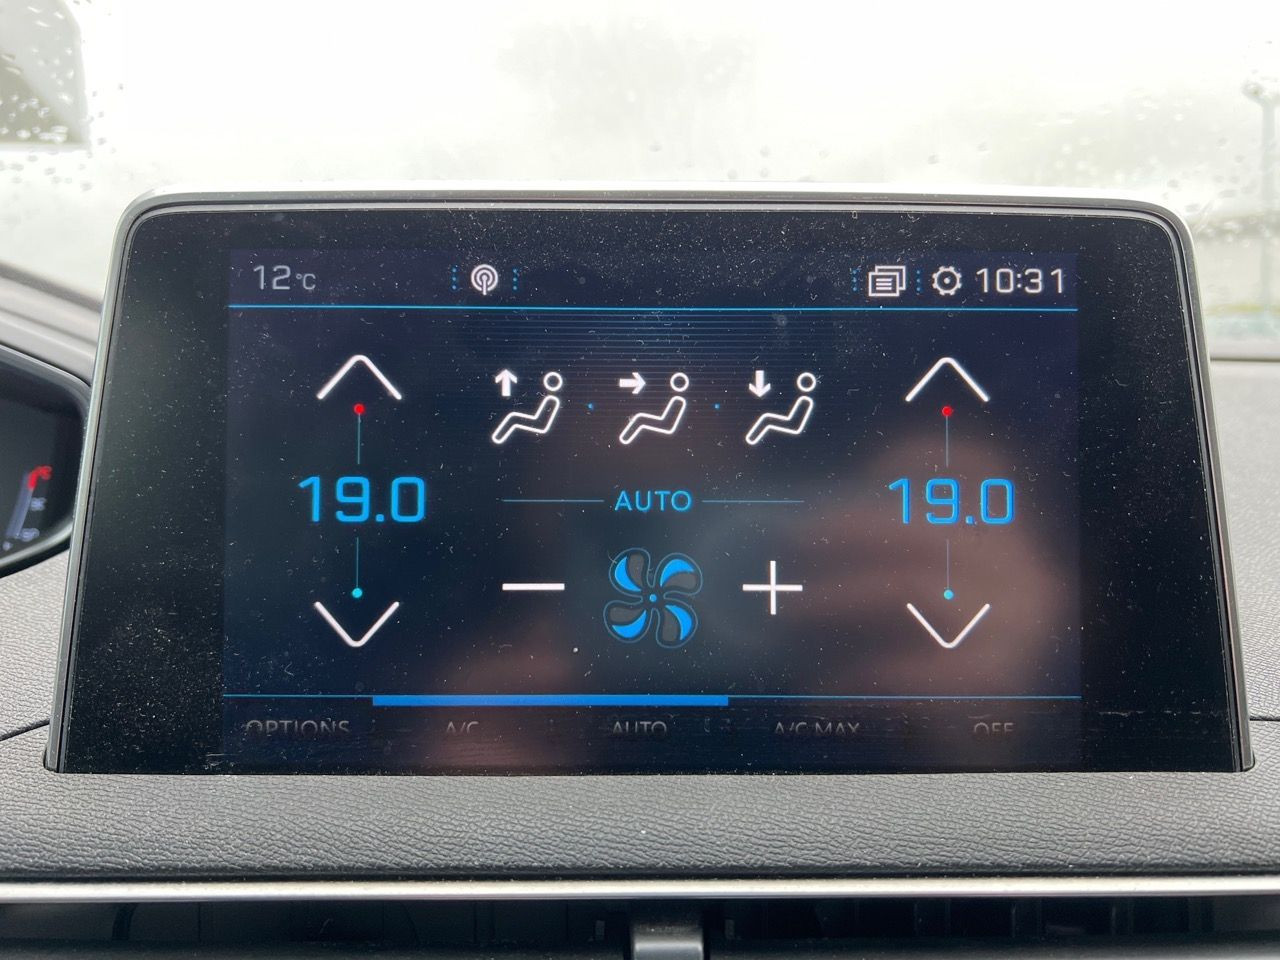 12°C 10:31
19.0 AUTO 19.0
OPTIONS A/C AUTO A/C MAX OFF